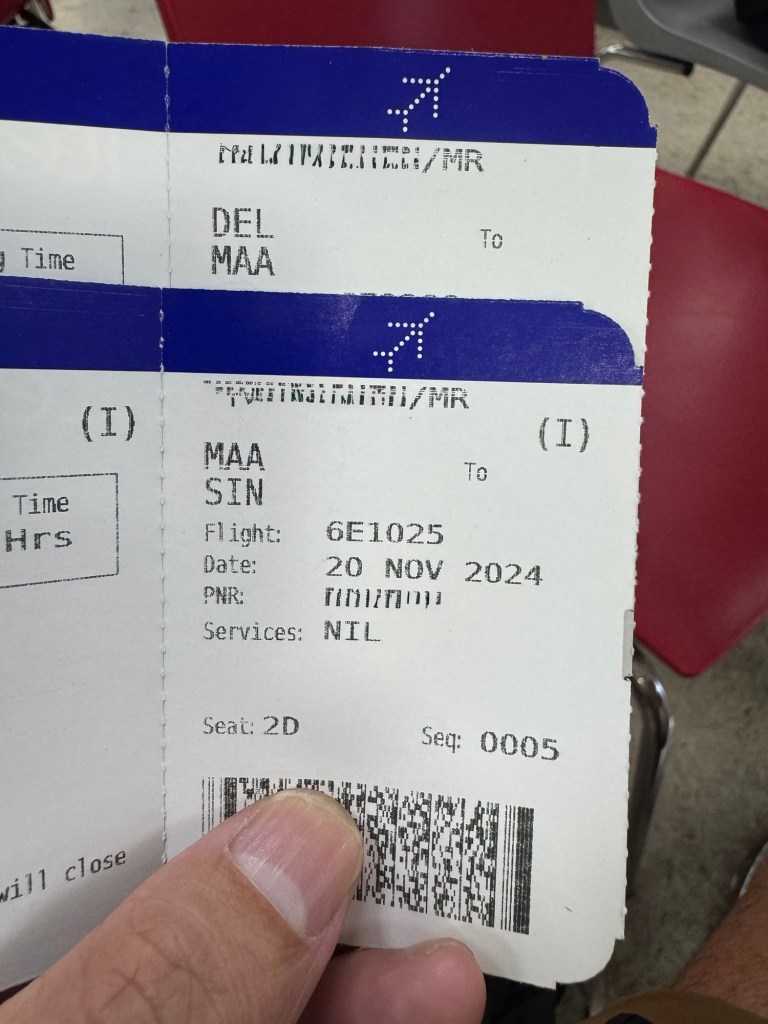 /MR
DEL
To
MAA
g Time
/MR
(I)
(I)
MAA
To
SIN
Time
Hrs
Flight: 6E1025
Date: 20 NOV 2024
PNR:
Services: NIL
Seat: 2D
Seq: 0005
will close